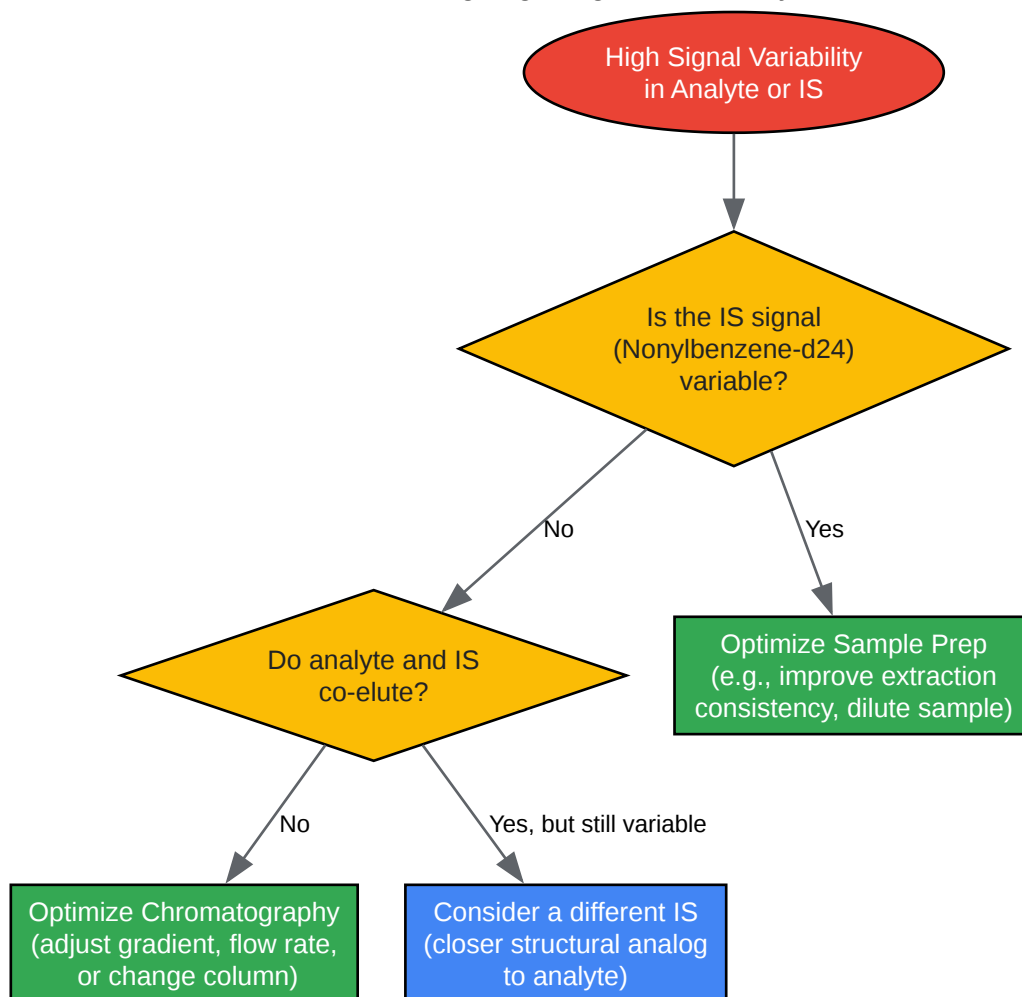 High Signal Variability
in Analyte or IS
Is the IS signal
(Nonylbenzene-d24)
variable?
No
Yes
Do analyte and IS
co-elute?
Optimize Sample Prep
(e.g., improve extraction
consistency, dilute sample)
No
Yes, but still variable
Optimize Chromatography
(adjust gradient, flow rate,
or change column)
Consider a different IS
(closer structural analog
to analyte)